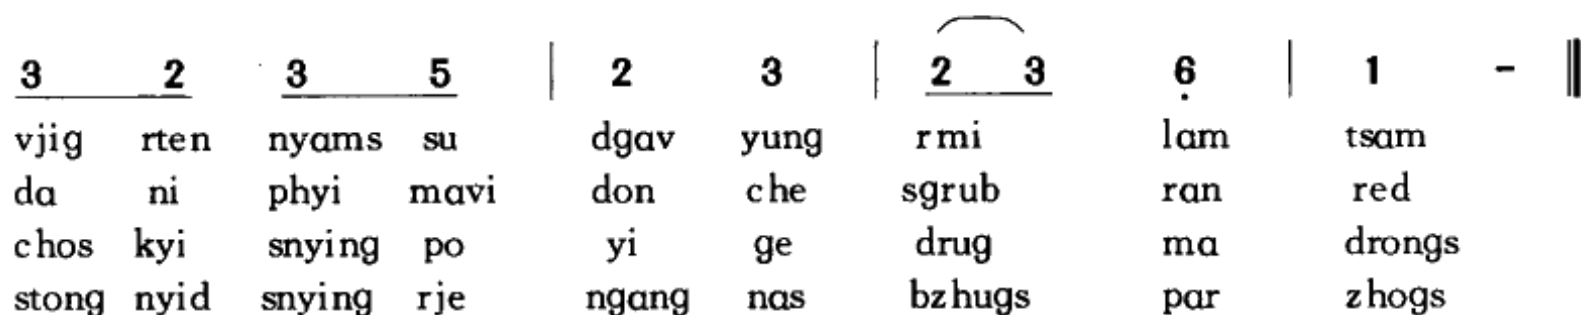 3 2 3 5 | 2 3 | 2 3 6̣ | 1 - ‖
vjig rten nyams su dgav yung rmi lam tsam
da ni phyi mavi don che sgrub ran red
chos kyi snying po yi ge drug ma drongs
stong nyid snying rje ngang nas bzhugs par zhogs